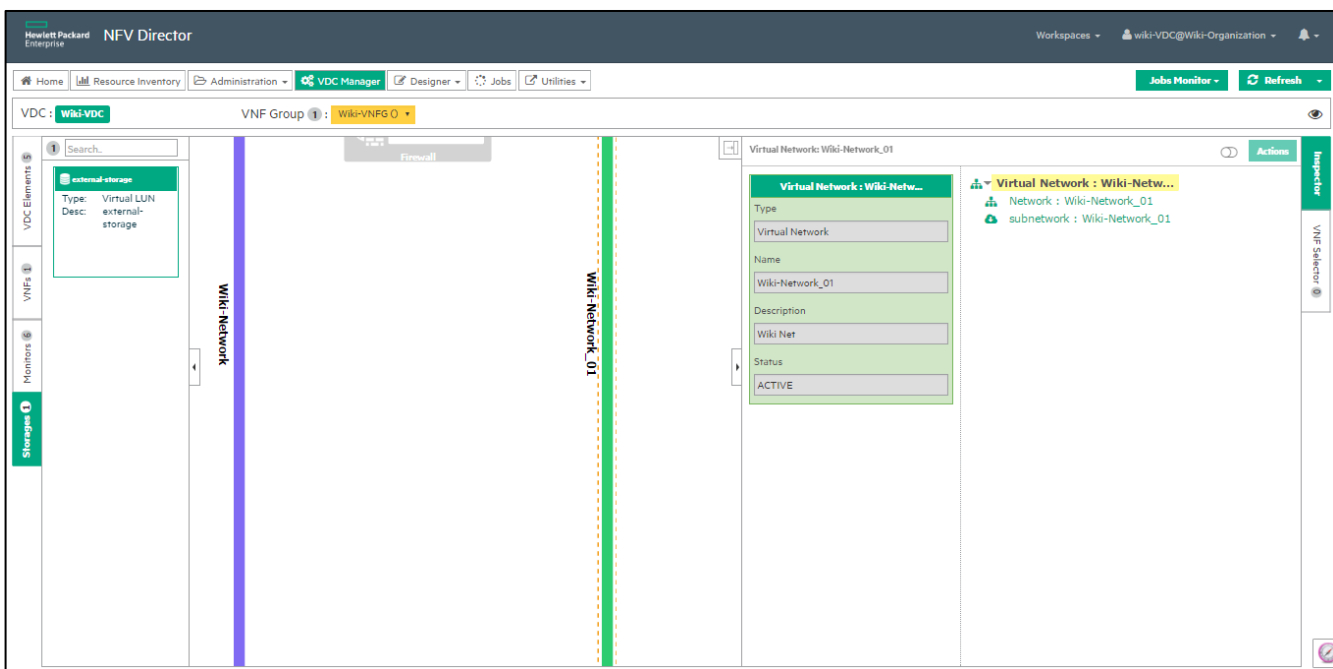 Hewlett Packard
Enterprise
NFV Director
Workspaces
wiki-VDC@Wiki-Organization
Home
Resource Inventory
Administration
VDC Manager
Designer
Jobs
Utilities
Jobs Monitor
Refresh
VDC : Wiki-VDC
VNF Group 1 : Wiki-VNFG ()
VDC Elements 5
VNFs 1
Monitors 6
Storages 1
1 Search..
external-storage
Type: Virtual LUN
Desc: external-
storage
Wiki-Network
Firewall
Wiki-Network_01
Virtual Network: Wiki-Network_01
Actions
Virtual Network : Wiki-Netw...
Type
Virtual Network
Name
Wiki-Network_01
Description
Wiki Net
Status
ACTIVE
Virtual Network : Wiki-Netw...
Network : Wiki-Network_01
subnetwork : Wiki-Network_01
Inspector
VNF Selector 0